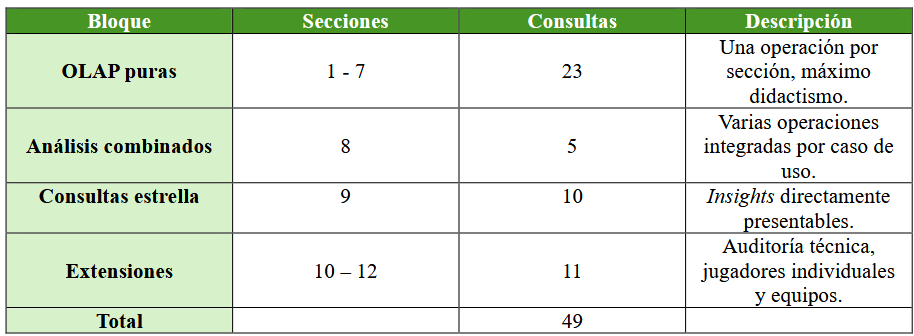 Bloque Secciones Consultas Descripción
OLAP puras 1 - 7 23 Una operación por
sección, máximo
didactismo.
Análisis combinados 8 5 Varias operaciones
integradas por caso de
uso.
Consultas estrella 9 10 Insights directamente
presentables.
Extensiones 10 – 12 11 Auditoría técnica,
jugadores individuales
y equipos.
Total 49